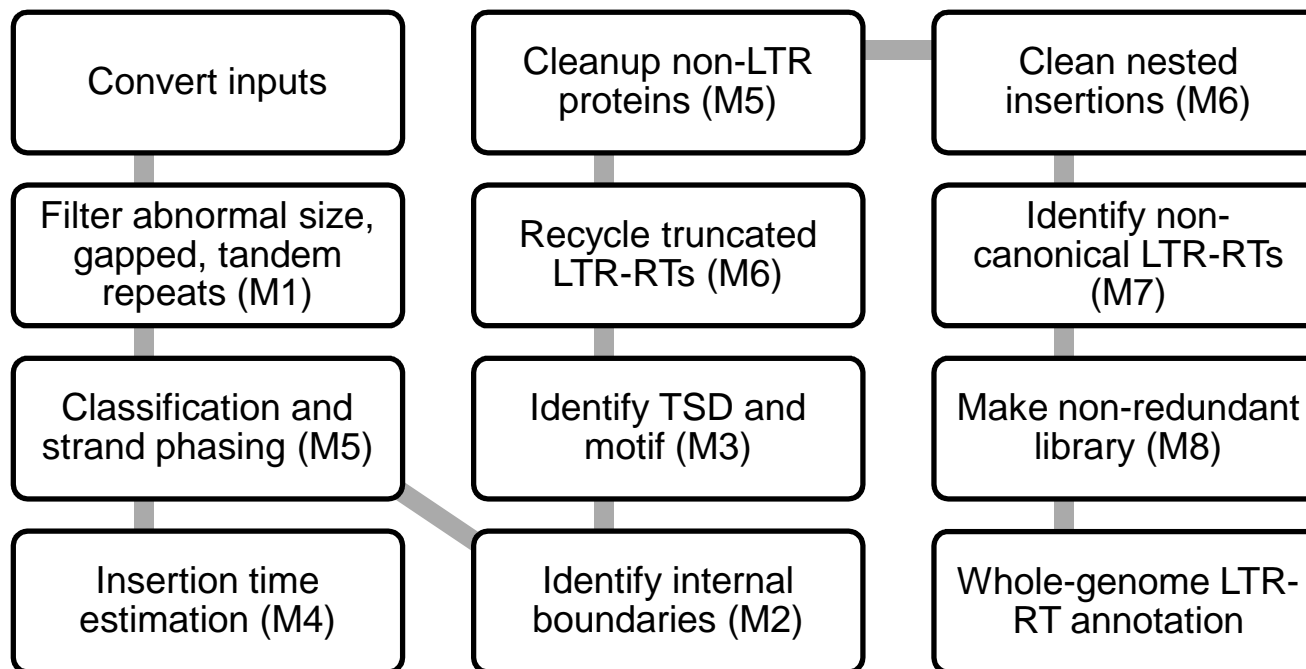 Convert inputs
Filter abnormal size,
gapped, tandem
repeats (M1)
Classification and
strand phasing (M5)
Insertion time
estimation (M4)
Cleanup non-LTR
proteins (M5)
Recycle truncated
LTR-RTs (M6)
Identify TSD and
motif (M3)
Identify internal
boundaries (M2)
Clean nested
insertions (M6)
Identify non-
canonical LTR-RTs
(M7)
Make non-redundant
library (M8)
Whole-genome LTR-
RT annotation